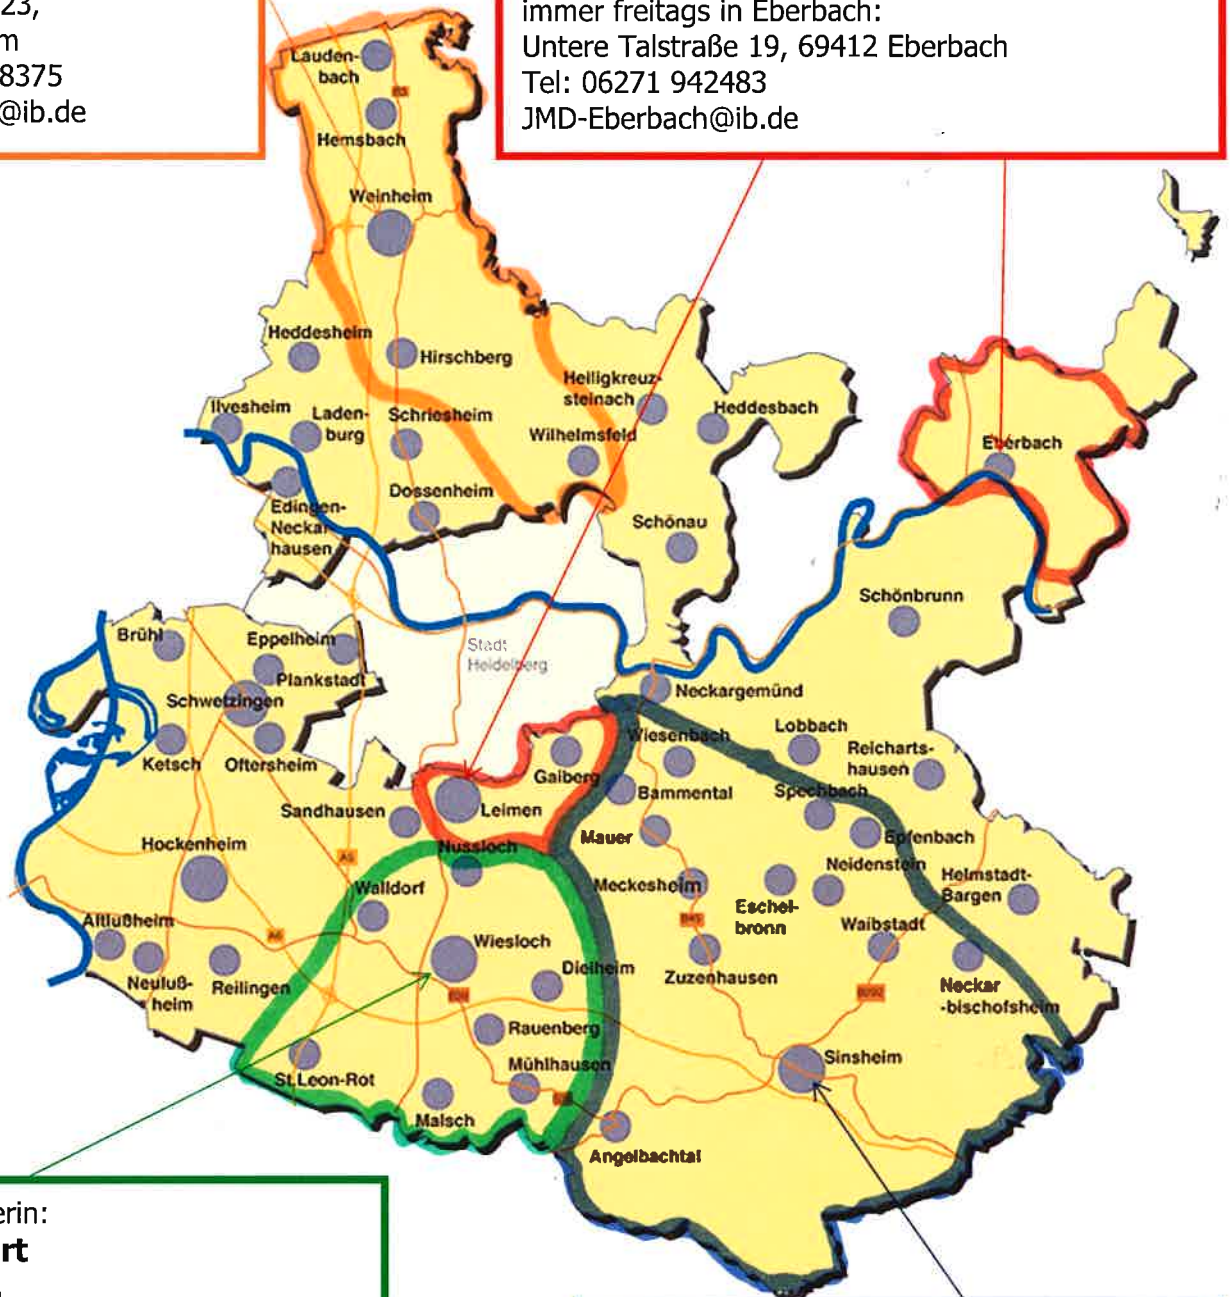 23,
m
8375
@ib.de
immer freitags in Eberbach:
Untere Talstraße 19, 69412 Eberbach
Tel: 06271 942483
JMD-Eberbach@ib.de
Lauden-
bach
Hemsbach
Weinheim
Heddesheim
Hirschberg
Ilvesheim
Laden-
burg
Schriesheim
Heiligkreuz-
steinach
Heddesbach
Wilhelmsfeld
Eberbach
Dossenheim
Edingen-
Neckar
hausen
Schönau
Schönbrunn
Brühl
Eppelheim
Stadt
Heidelberg
Plankstadt
Schwetzingen
Neckargemünd
Ketsch
Oftersheim
Wiesenbach
Lobbach
Reicharts-
hausen
Gaiberg
Bammental
Spechbach
Sandhausen
Leimen
Mauer
Epfenbach
Hockenheim
Nussloch
Neidenstein
Helmstadt-
Bargen
A5
Walldorf
Meckesheim
Eschel-
bronn
Waibstadt
B45
Altlußheim
A6
Wiesloch
Dielheim
Zuzenhausen
Neuluß-
heim
Reilingen
Neckar
-bischofsheim
B292
Rauenberg
St.Leon-Rot
Mühlhausen
Sinsheim
Malsch
Angelbachtal
erin:
rt